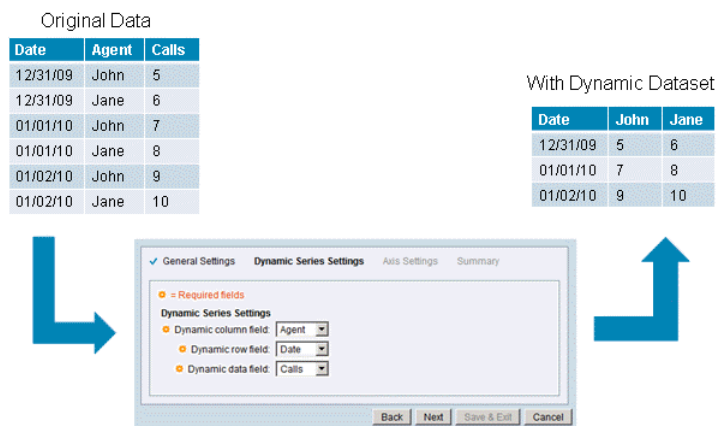 Original Data
Date Agent Calls
12/31/09 John 5
12/31/09 Jane 6
01/01/10 John 7
01/01/10 Jane 8
01/02/10 John 9
01/02/10 Jane 10
With Dynamic Dataset
Date John Jane
12/31/09 5 6
01/01/10 7 8
01/02/10 9 10
General Settings Dynamic Series Settings Axis Settings Summary
= Required fields
Dynamic Series Settings
Dynamic column field: Agent
Dynamic row field: Date
Dynamic data field: Calls
Back Next Save & Exit Cancel